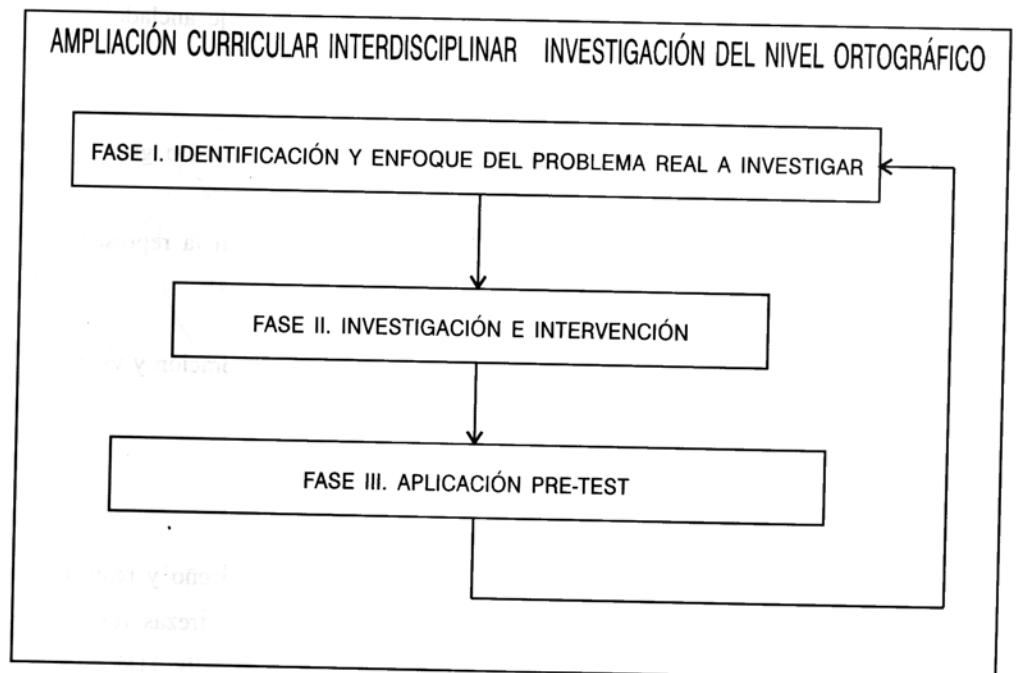 AMPLIACIÓN CURRICULAR INTERDISCIPLINAR INVESTIGACIÓN DEL NIVEL ORTOGRÁFICO
FASE I. IDENTIFICACIÓN Y ENFOQUE DEL PROBLEMA REAL A INVESTIGAR
FASE II. INVESTIGACIÓN E INTERVENCIÓN
FASE III. APLICACIÓN PRE-TEST